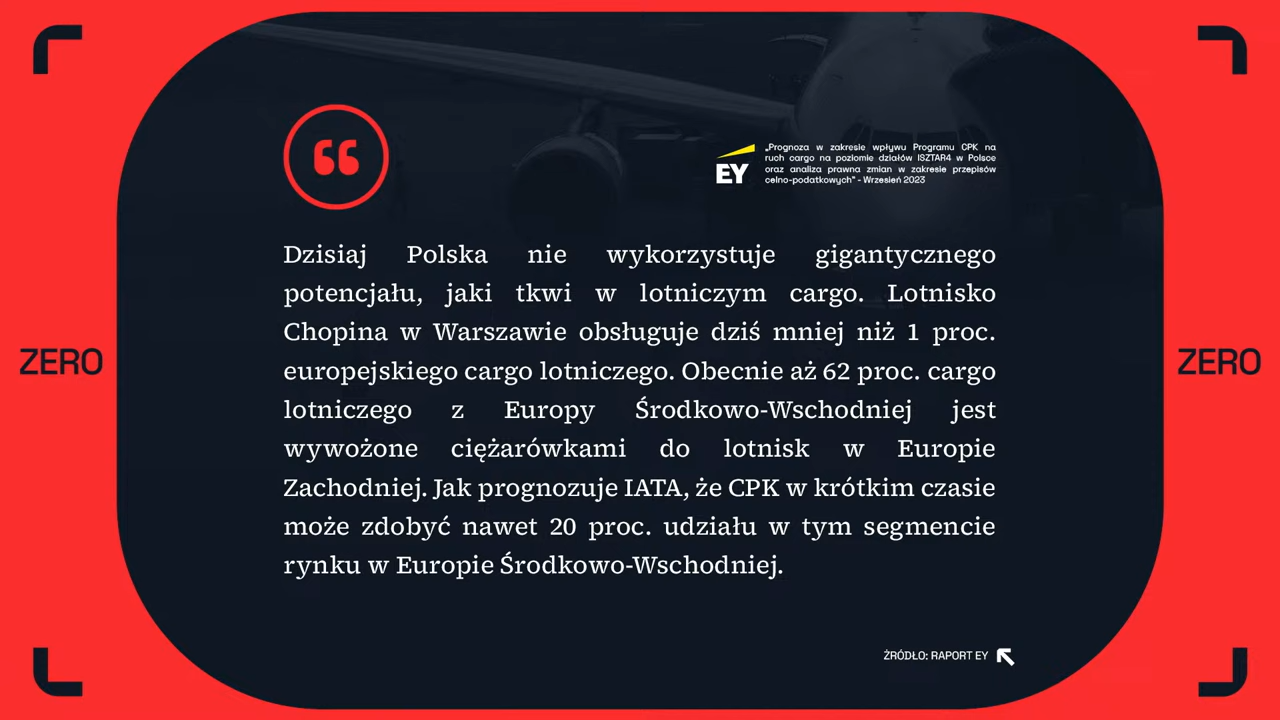 EY
„Prognoza w zakresie wpływu Programu CPK na
ruch cargo na poziomie działów ISZTAR4 w Polsce
oraz analiza prawna zmian w zakresie przepisów
celno-podatkowych” - Wrzesień 2023
Dzisiaj Polska nie wykorzystuje gigantycznego
potencjału, jaki tkwi w lotniczym cargo. Lotnisko
Chopina w Warszawie obsługuje dziś mniej niż 1 proc.
europejskiego cargo lotniczego. Obecnie aż 62 proc. cargo
lotniczego z Europy Środkowo-Wschodniej jest
wywożone ciężarówkami do lotnisk w Europie
Zachodniej. Jak prognozuje IATA, że CPK w krótkim czasie
może zdobyć nawet 20 proc. udziału w tym segmencie
rynku w Europie Środkowo-Wschodniej.
ZERO
ZERO
ŻRÓDŁO: RAPORT EY